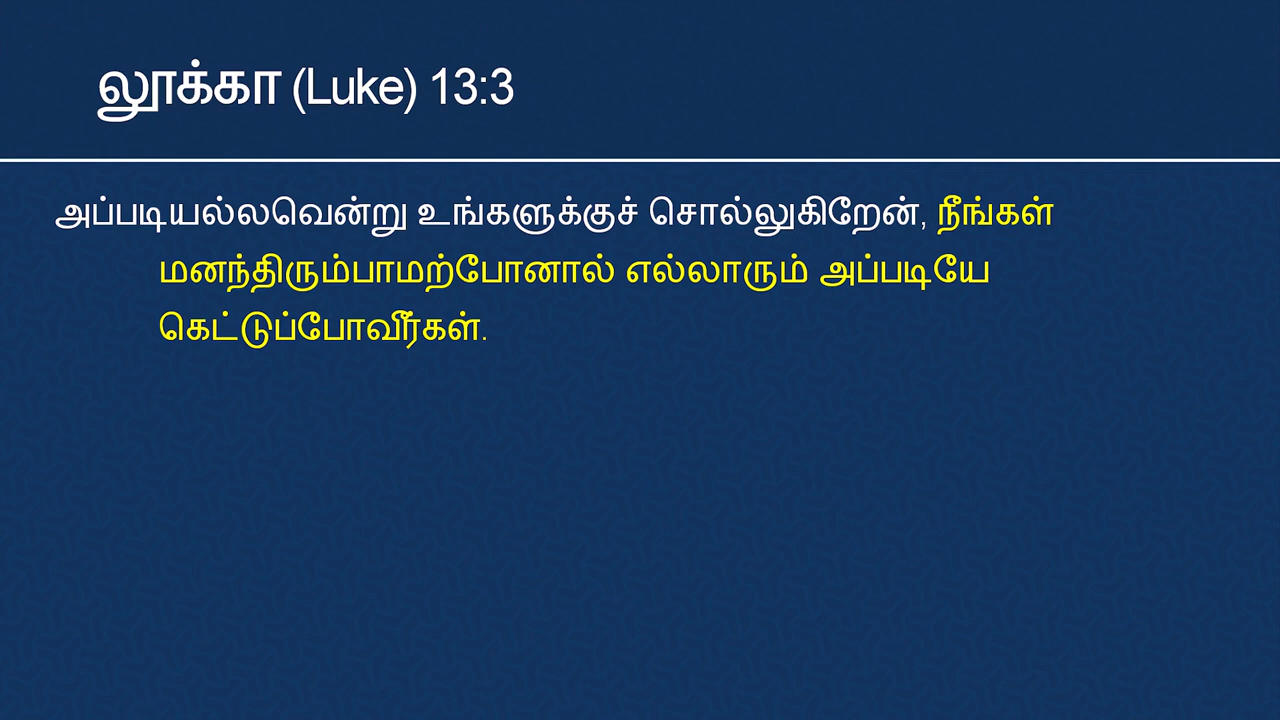 லூக்கா (Luke) 13:3
அப்படியல்லவென்று உங்களுக்குச் சொல்லுகிறேன், நீங்கள்
மனந்திரும்பாமற்போனால் எல்லாரும் அப்படியே
கெட்டுப்போவீர்கள்.